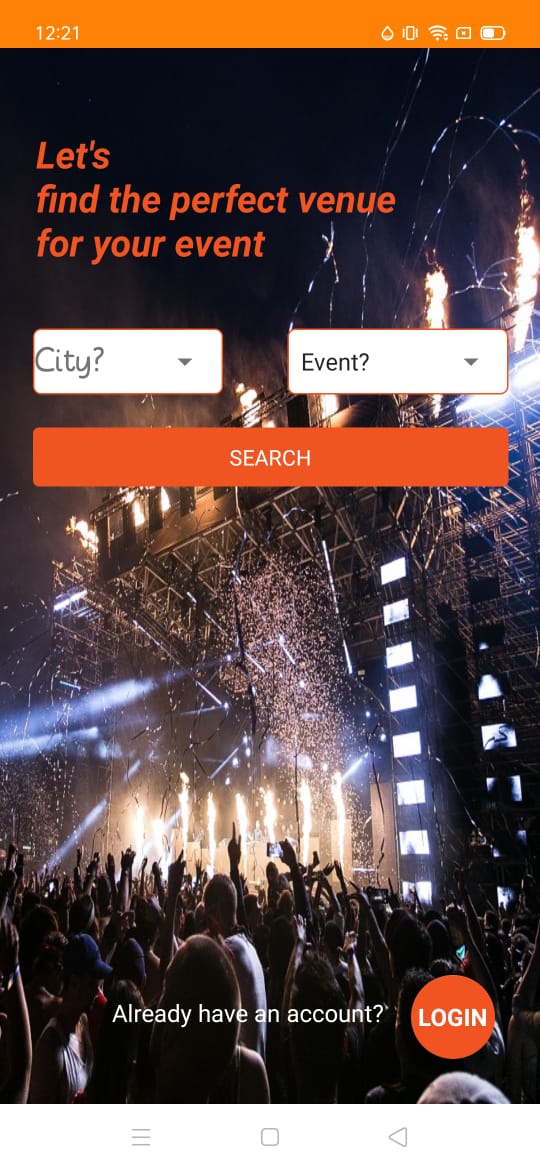 12:21
Let's
find the perfect venue
for your event
City?
Event?
SEARCH
Already have an account?
LOGIN